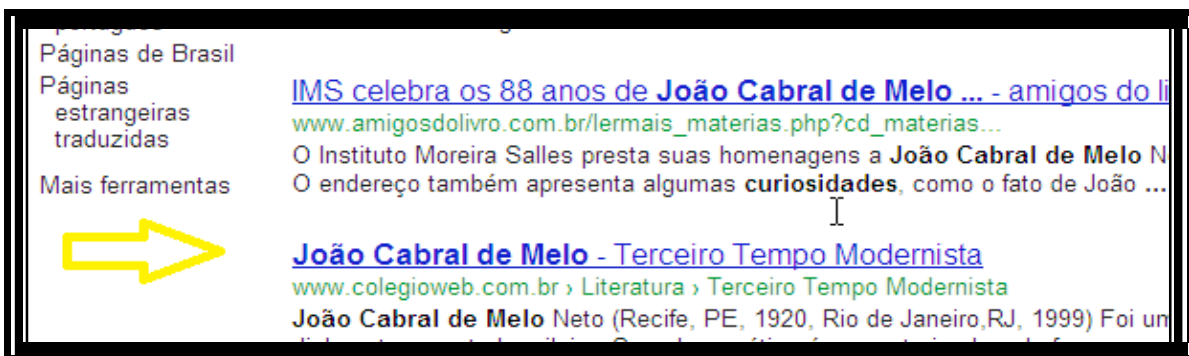 Páginas de Brasil
Páginas
estrangeiras
traduzidas
Mais ferramentas
IMS celebra os 88 anos de João Cabral de Melo ... - amigos do li
www.amigosdolivro.com.br/lermais_materias.php?cd_materias...
O Instituto Moreira Salles presta suas homenagens a João Cabral de Melo N
O endereço também apresenta algumas curiosidades, como o fato de João ...
João Cabral de Melo - Terceiro Tempo Modernista
www.colegioweb.com.br › Literatura › Terceiro Tempo Modernista
João Cabral de Melo Neto (Recife, PE, 1920, Rio de Janeiro,RJ, 1999) Foi um